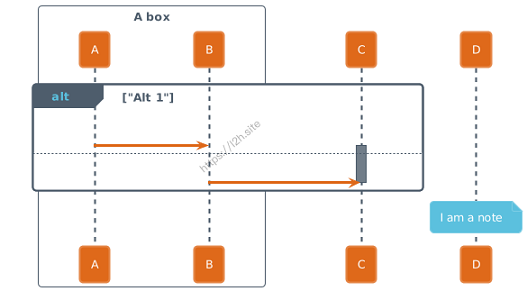 A box
A B C D
alt ["Alt 1"]
https://l2h.site
I am a note
A B C D